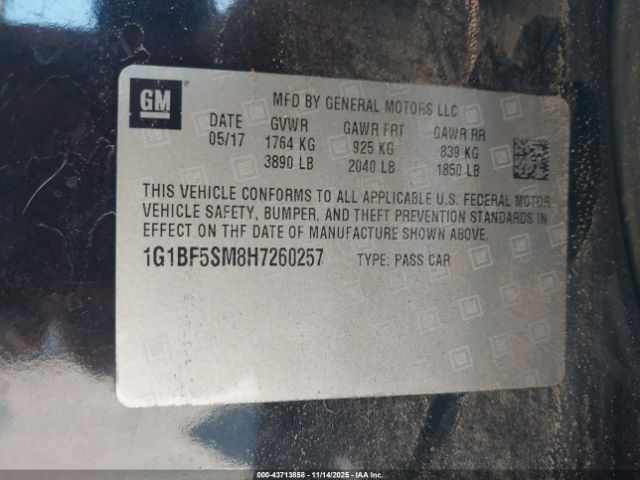 GM
MFD BY GENERAL MOTORS LLC
DATE GVWR GAWR FRT GAWR RR
05/17 1764 KG 925 KG 839 KG
3890 LB 2040 LB 1850 LB
THIS VEHICLE CONFORMS TO ALL APPLICABLE U.S. FEDERAL MOTOR
VEHICLE SAFETY, BUMPER, AND THEFT PREVENTION STANDARDS IN
EFFECT ON THE DATE OF MANUFACTURE SHOWN ABOVE.
1G1BF5SM8H7260257 TYPE: PASS CAR
000-43713858 - 11/14/2025 - IAA